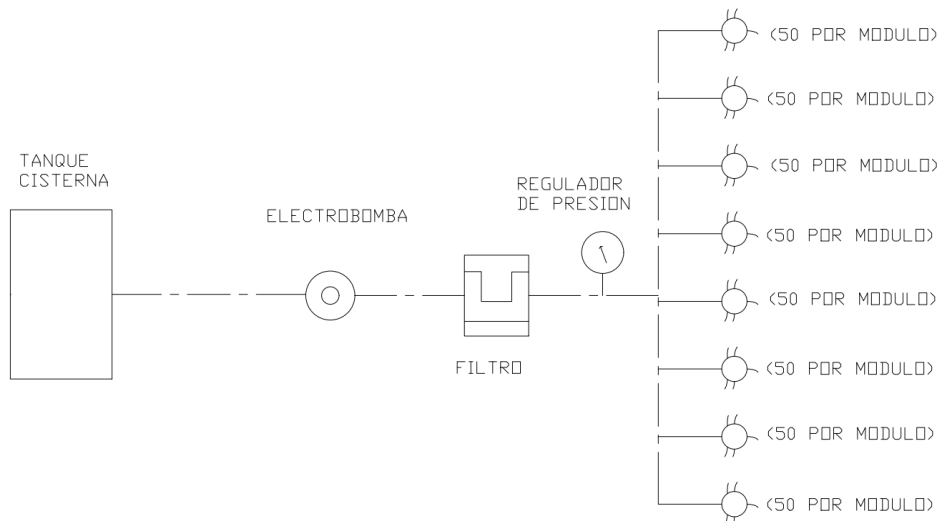 (50 POR MODULO)
(50 POR MODULO)
TANQUE
CISTERNA
(50 POR MODULO)
REGULADOR
DE PRESION
ELECTROBOMBA
(50 POR MODULO)
(50 POR MODULO)
FILTRO
(50 POR MODULO)
(50 POR MODULO)
(50 POR MODULO)